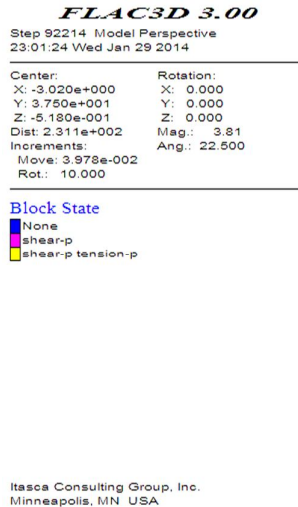 FLAC3D 3.00
Step 92214 Model Perspective
23:01:24 Wed Jan 29 2014
Center: Rotation:
X: -3.020e+000 X: 0.000
Y: 3.750e+001 Y: 0.000
Z: -5.180e-001 Z: 0.000
Dist: 2.311e+002 Mag.: 3.81
Increments: Ang.: 22.500
Move: 3.978e-002
Rot.: 10.000
Block State
None
shear-p
shear-p tension-p
Itasca Consulting Group, Inc.
Minneapolis, MN USA